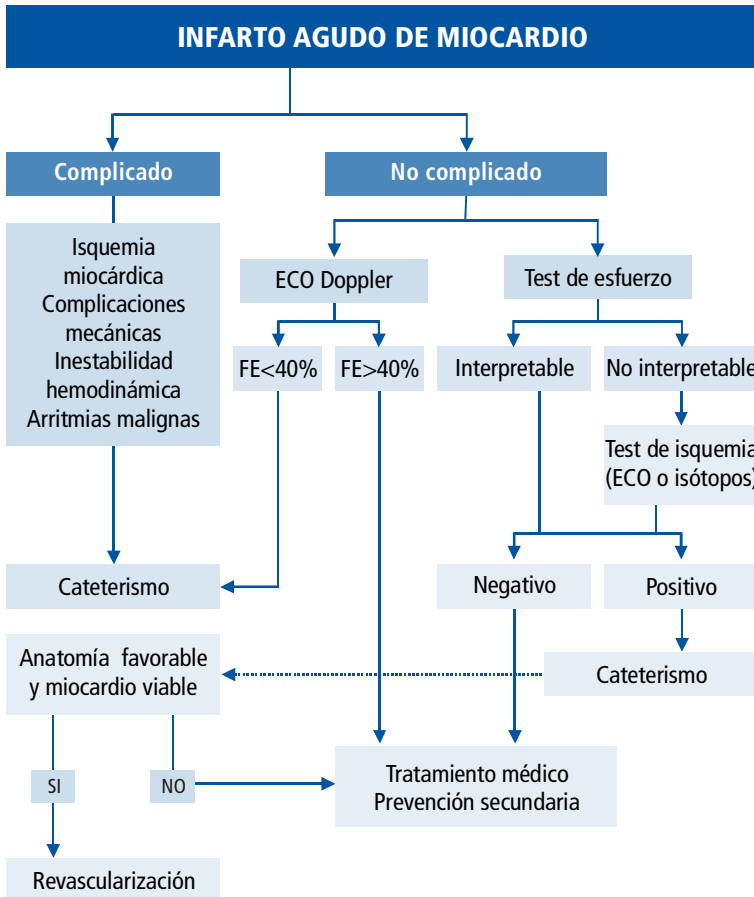 INFARTO AGUDO DE MIOCARDIO
Complicado
No complicado
Isquemia
miocárdica
Complicaciones
mecánicas
Inestabilidad
hemodinámica
Arritmias malignas
ECO Doppler
Test de esfuerzo
FE<40%
FE>40%
Interpretable
No interpretable
Test de isquemia
(ECO o isótopos)
Cateterismo
Negativo
Positivo
Anatomía favorable
y miocardio viable
Cateterismo
SI
NO
Tratamiento médico
Prevención secundaria
Revascularización